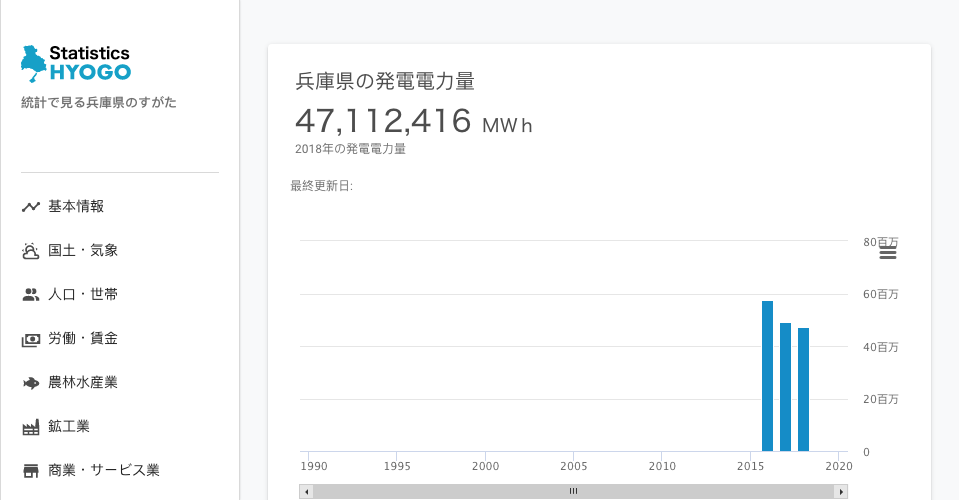 Statistics
HYOGO
統計で見る兵庫県のすがた
基本情報
国土・気象
人口・世帯
労働・賃金
農林水産業
鉱工業
商業・サービス業
兵庫県の発電電力量
47,112,416 MWh
2018年の発電電力量
最終更新日:
80百万
60百万
40百万
20百万
0
1990 1995 2000 2005 2010 2015 2020